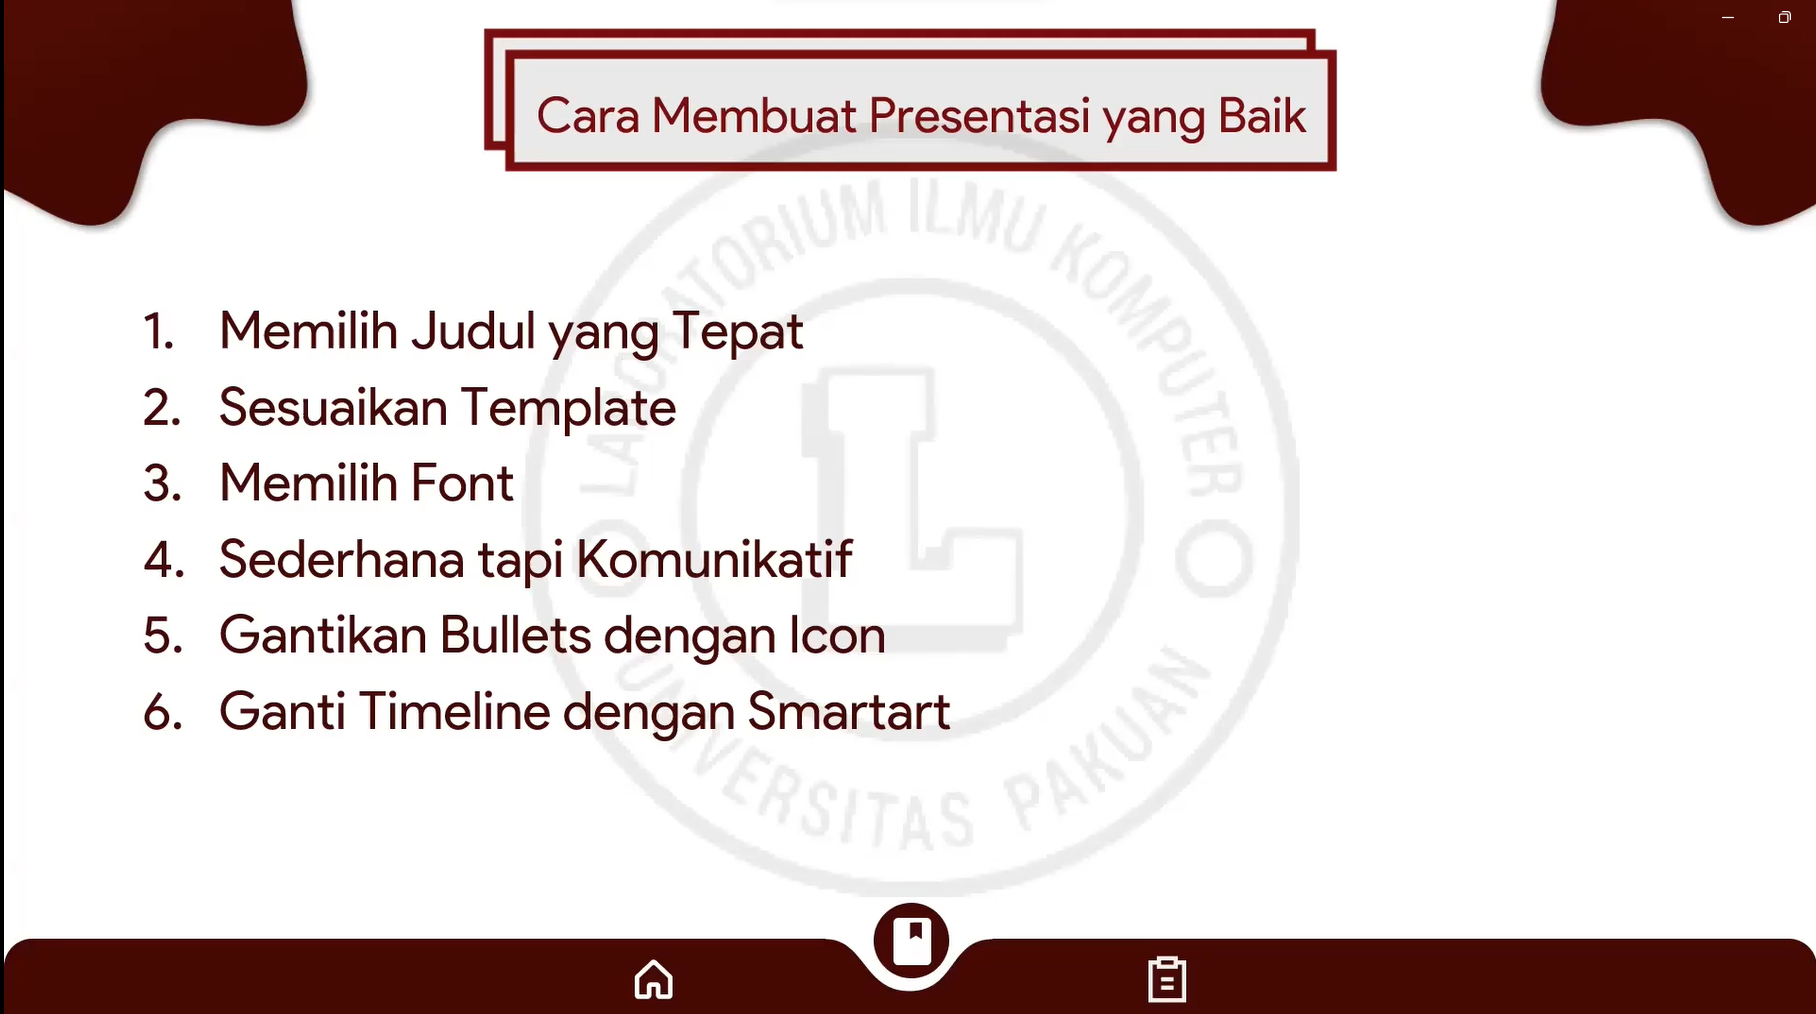 Cara Membuat Presentasi yang Baik
LABORATORIUM ILMU KOMPUTER
1. Memilih Judul yang Tepat
2. Sesuaikan Template
3. Memilih Font
4. Sederhana tapi Komunikatif
5. Gantikan Bullets dengan Icon
6. Ganti Timeline dengan Smartart
L
UNIVERSITAS PAKUAN